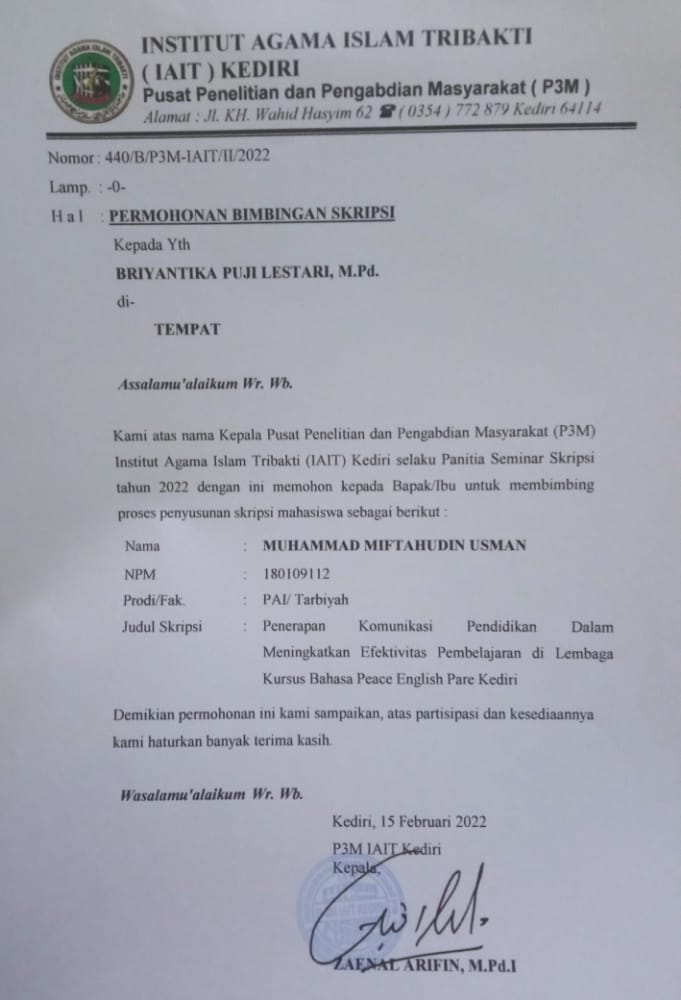 INSTITUT AGAMA ISLAM TRIBAKTI
( IAIT ) KEDIRI
Pusat Penelitian dan Pengabdian Masyarakat ( P3M )
Alamat : Jl. KH. Wahid Hasyim 62 ☎ ( 0354 ) 772 879 Kediri 64114
Nomor : 440/B/P3M-IAIT/II/2022
Lamp. : -0-
H a l : PERMOHONAN BIMBINGAN SKRIPSI
Kepada Yth
BRIYANTIKA PUJI LESTARI, M.Pd.
di-
TEMPAT
Assalamu'alaikum Wr. Wb.
Kami atas nama Kepala Pusat Penelitian dan Pengabdian Masyarakat (P3M)
Institut Agama Islam Tribakti (IAIT) Kediri selaku Panitia Seminar Skripsi
tahun 2022 dengan ini memohon kepada Bapak/Ibu untuk membimbing
proses penyusunan skripsi mahasiswa sebagai berikut :
Nama : MUHAMMAD MIFTAHUDIN USMAN
NPM : 180109112
Prodi/Fak. : PAI/ Tarbiyah
Judul Skripsi : Penerapan Komunikasi Pendidikan Dalam
Meningkatkan Efektivitas Pembelajaran di Lembaga
Kursus Bahasa Peace English Pare Kediri
Demikian permohonan ini kami sampaikan, atas partisipasi dan kesediaannya
kami haturkan banyak terima kasih.
Wasalamu'alaikum Wr. Wb.
Kediri, 15 Februari 2022
P3M IAIT Kediri
Kepala,
ZAENAL ARIFIN, M.Pd.I